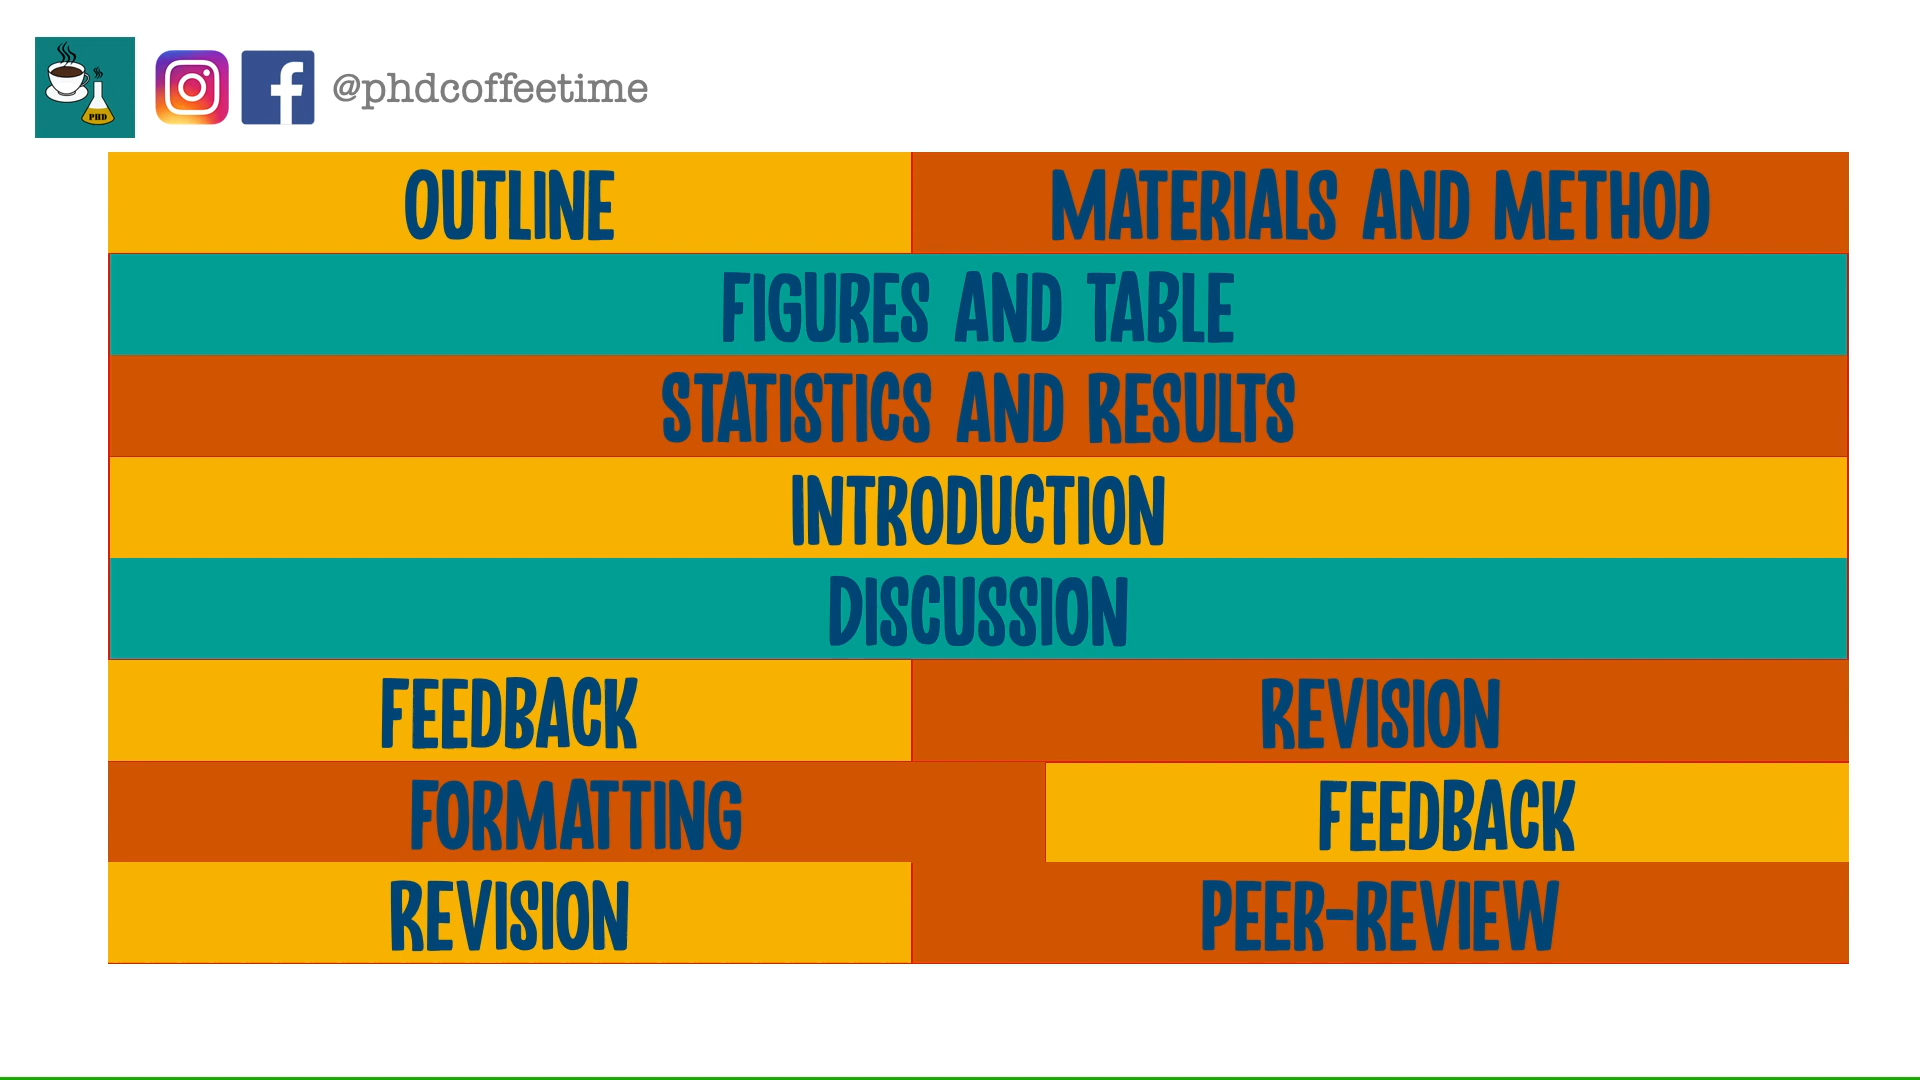 PHD
@phdcoffeetime
OUTLINE
MATERIALS AND METHOD
FIGURES AND TABLE
STATISTICS AND RESULTS
INTRODUCTION
DISCUSSION
FEEDBACK
REVISION
FORMATTING
FEEDBACK
REVISION
PEER-REVIEW